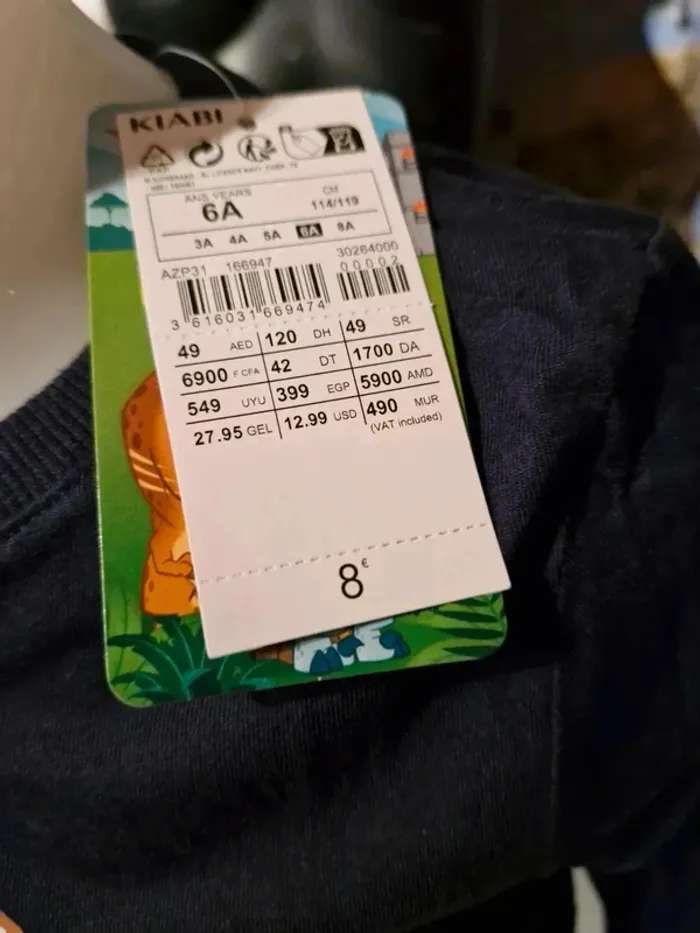 KIABI
ANS YEARS
CM
6A
114/119
3A 4A 5A 6A 8A
AZP31 166947
30264000
00002
3 616031 669474
49 AED 120 DH 49 SR
6900 F CFA 42 DT 1700 DA
549 UYU 399 EGP 5900 AMD
27.95 GEL 12.99 USD 490 MUR
(VAT included)
8€